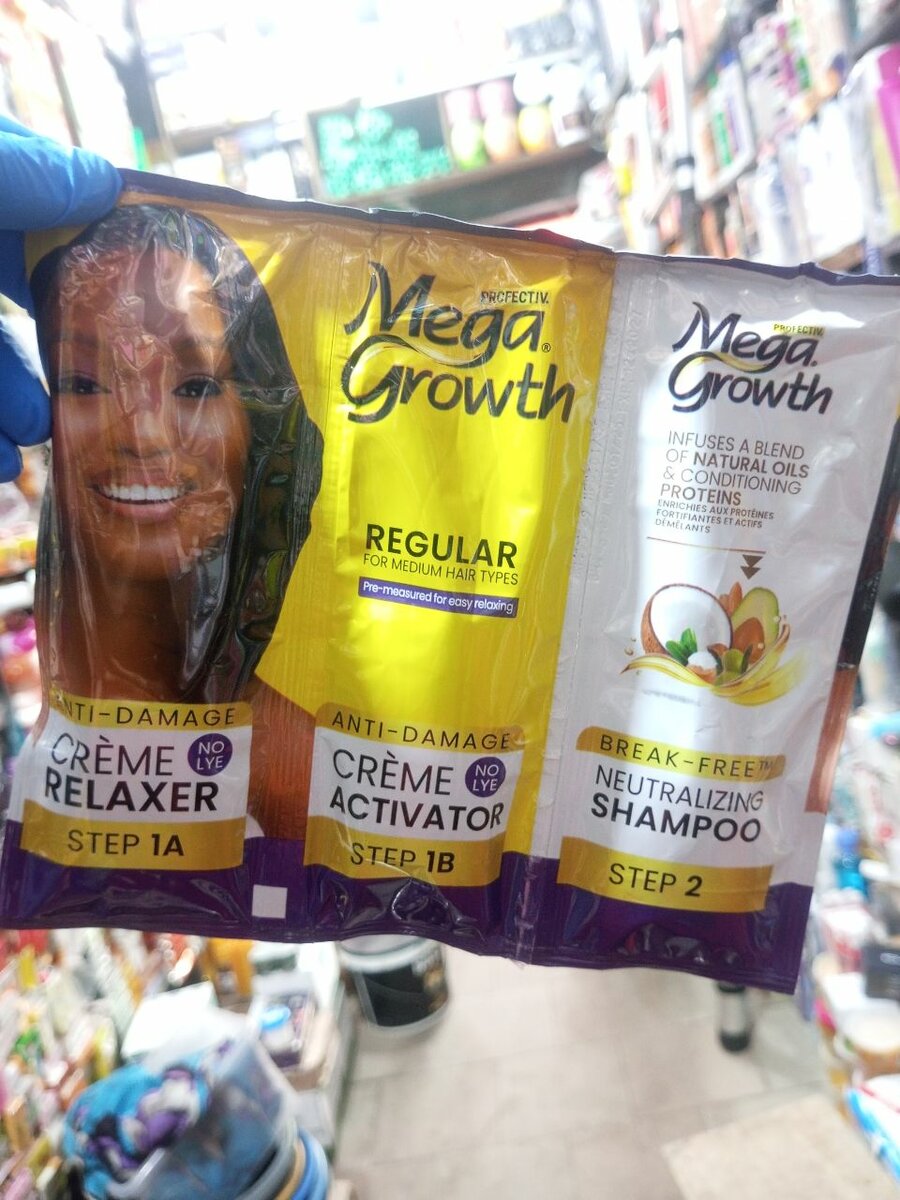 ANTI-DAMAGE
CRÈME
RELAXER
NO
LYE
STEP 1A
PROFECTIV.
Mega
Growth®
REGULAR
FOR MEDIUM HAIR TYPES
Pre-measured for easy relaxing
ANTI-DAMAGE
CRÈME
ACTIVATOR
NO
LYE
STEP 1B
PROFECTIV.
Mega
Growth
INFUSES A BLEND
OF NATURAL OILS
& CONDITIONING
PROTEINS
ENRICHIES AUX PROTÉINES
FORTIFIANTES ET ACTIFS
DÉMÊLANTS
BREAK-FREE™
NEUTRALIZING
SHAMPOO
STEP 2